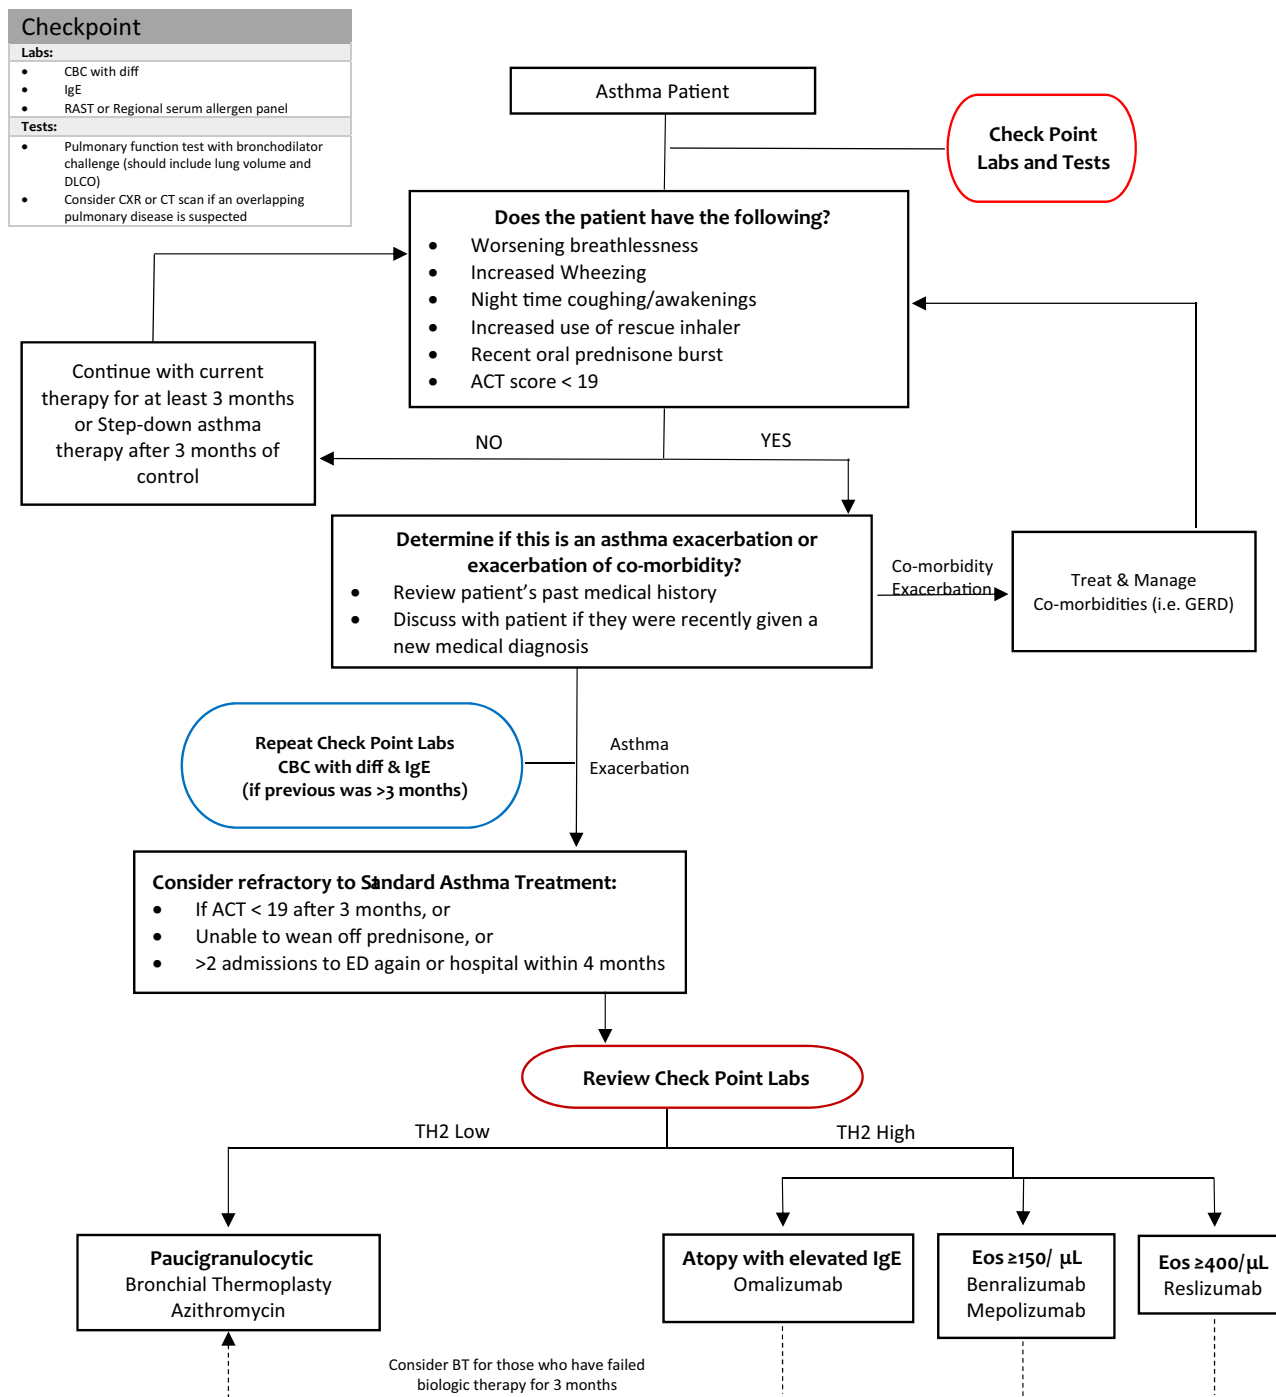 Checkpoint
Labs:
• CBC with diff
• IgE
• RAST or Regional serum allergen panel
Tests:
• Pulmonary function test with bronchodilator
challenge (should include lung volume and
DLCO)
• Consider CXR or CT scan if an overlapping
pulmonary disease is suspected
Asthma Patient
Check Point
Labs and Tests
Does the patient have the following?
• Worsening breathlessness
• Increased Wheezing
• Night time coughing/awakenings
• Increased use of rescue inhaler
• Recent oral prednisone burst
• ACT score < 19
Continue with current
therapy for at least 3 months
or Step-down asthma
therapy after 3 months of
control
NO
YES
Determine if this is an asthma exacerbation or
exacerbation of co-morbidity?
• Review patient's past medical history
• Discuss with patient if they were recently given a
new medical diagnosis
Co-morbidity
Exacerbation
Treat & Manage
Co-morbidities (i.e. GERD)
Repeat Check Point Labs
CBC with diff & IgE
(if previous was >3 months)
Asthma
Exacerbation
Consider refractory to Standard Asthma Treatment:
• If ACT < 19 after 3 months, or
• Unable to wean off prednisone, or
• >2 admissions to ED again or hospital within 4 months
Review Check Point Labs
TH2 Low
TH2 High
Paucigranulocytic
Bronchial Thermoplasty
Azithromycin
Atopy with elevated IgE
Omalizumab
Eos ≥150/ µL
Benralizumab
Mepolizumab
Eos ≥400/µL
Reslizumab
Consider BT for those who have failed
biologic therapy for 3 months